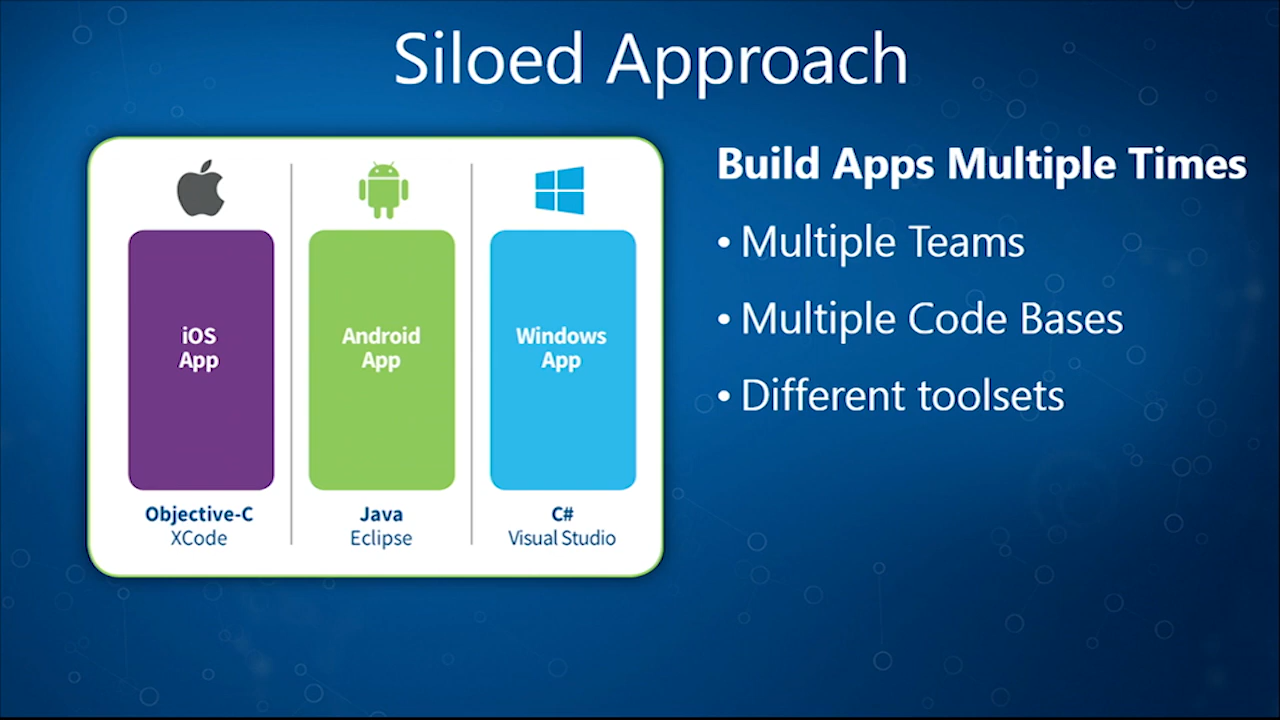 Siloed Approach
iOS
App
Android
App
Windows
App
Objective-C
XCode
Java
Eclipse
C#
Visual Studio
Build Apps Multiple Times
• Multiple Teams
• Multiple Code Bases
• Different toolsets